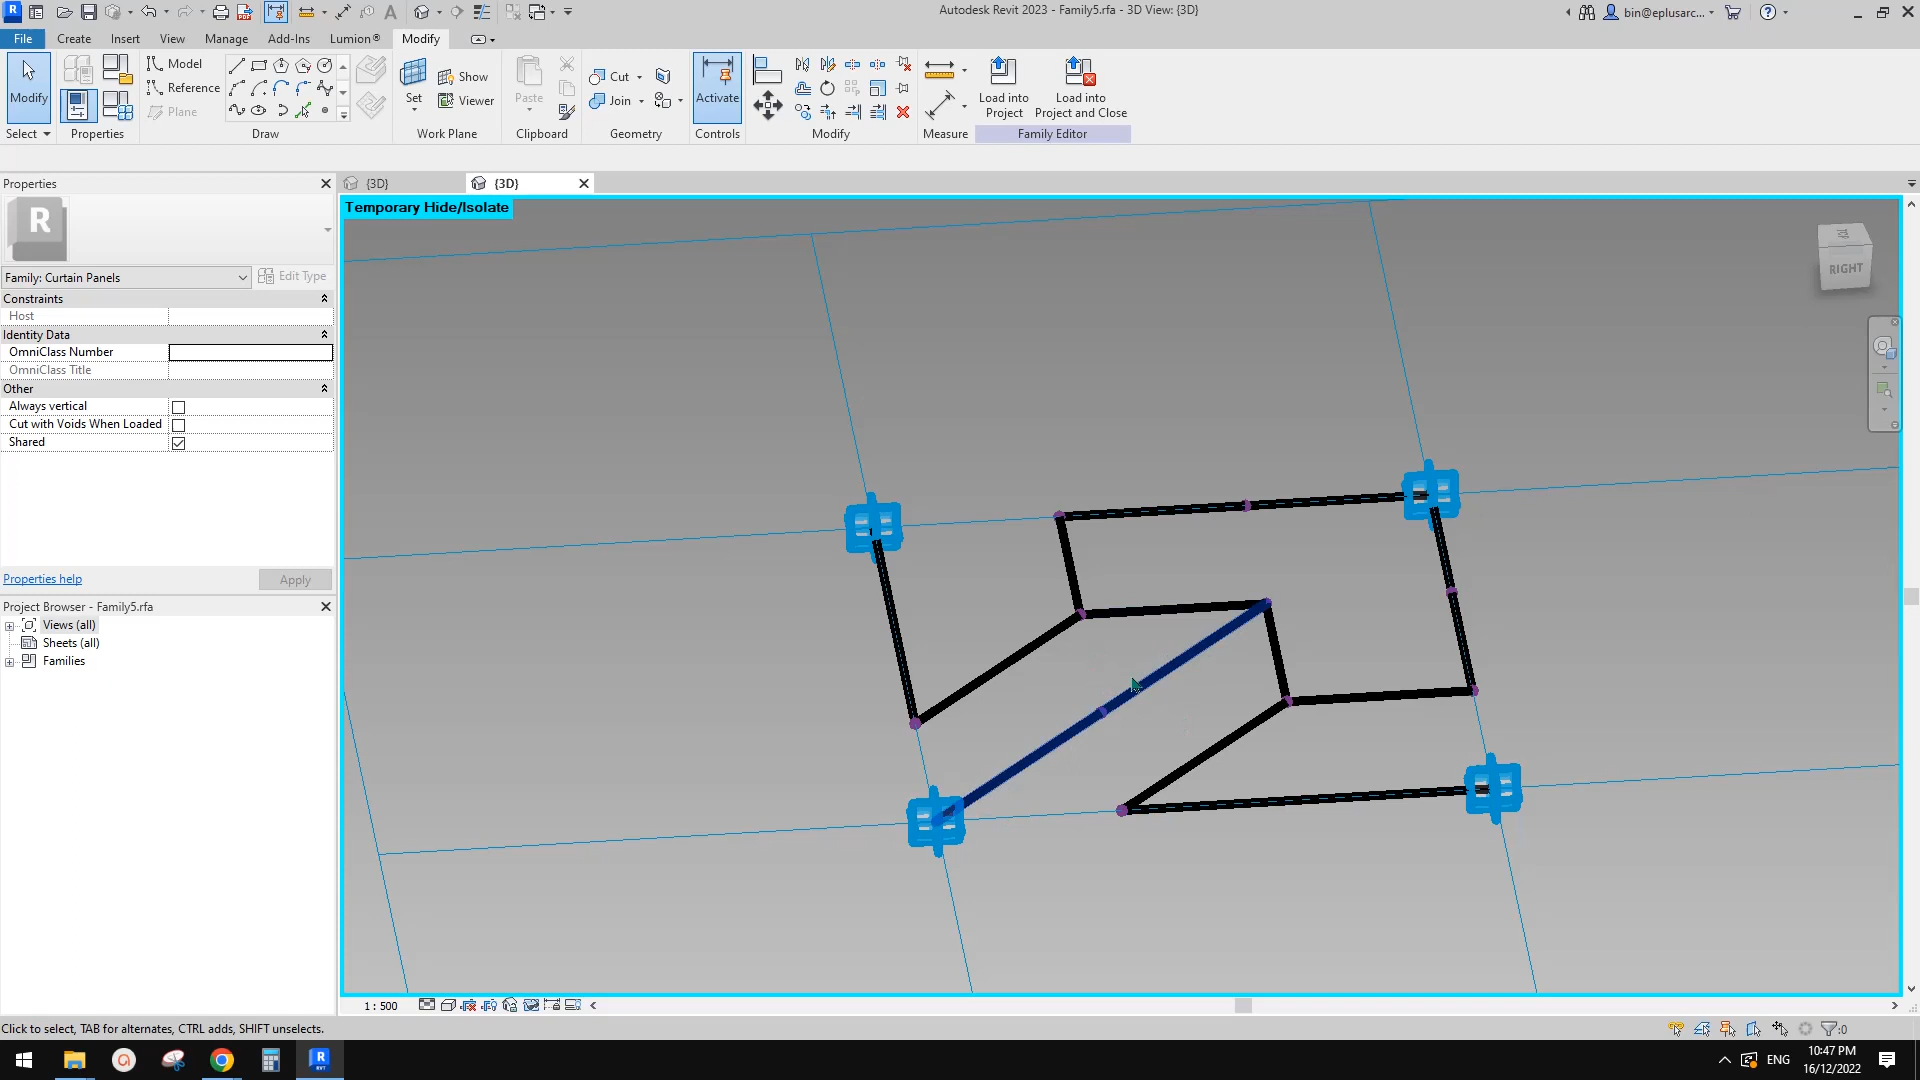 Autodesk Revit 2023 - Family5.rfa - 3D View: {3D}
bin@eplusarc...
File Create Insert View Manage Add-Ins Lumion® Modify
Modify
Select
Properties
Model
Reference
Plane
Draw
Set
Show
Viewer
Work Plane
Paste
Clipboard
Cut
Join
Geometry
Activate
Controls
Modify
Measure
Load into
Project
Load into
Project and Close
Family Editor
Properties
{3D}
{3D}
Temporary Hide/Isolate
R
Family: Curtain Panels
Edit Type
Constraints
Host
Identity Data
OmniClass Number
OmniClass Title
Other
Always vertical
Cut with Voids When Loaded
Shared
Properties help
Apply
Project Browser - Family5.rfa
Views (all)
Sheets (all)
Families
RIGHT
1 : 500
Click to select, TAB for alternates, CTRL adds, SHIFT unselects.
:0
ENG
10:47 PM
16/12/2022